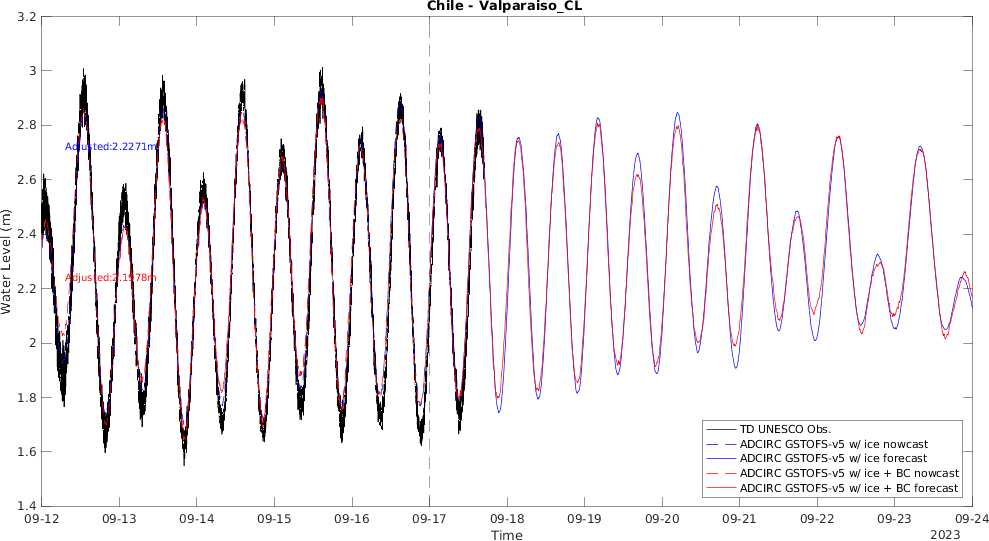 Chile - Valparaiso_CL
3.2
3
2.8
2.6
2.4
2.2
2
1.8
1.6
1.4
Water Level (m)
Adjusted:2.2271m
Adjusted:2.1978m
TD UNESCO Obs.
ADCIRC GSTOFS-v5 w/ ice nowcast
ADCIRC GSTOFS-v5 w/ ice forecast
ADCIRC GSTOFS-v5 w/ ice + BC nowcast
ADCIRC GSTOFS-v5 w/ ice + BC forecast
09-12 09-13 09-14 09-15 09-16 09-17 09-18 09-19 09-20 09-21 09-22 09-23 09-24
Time
2023